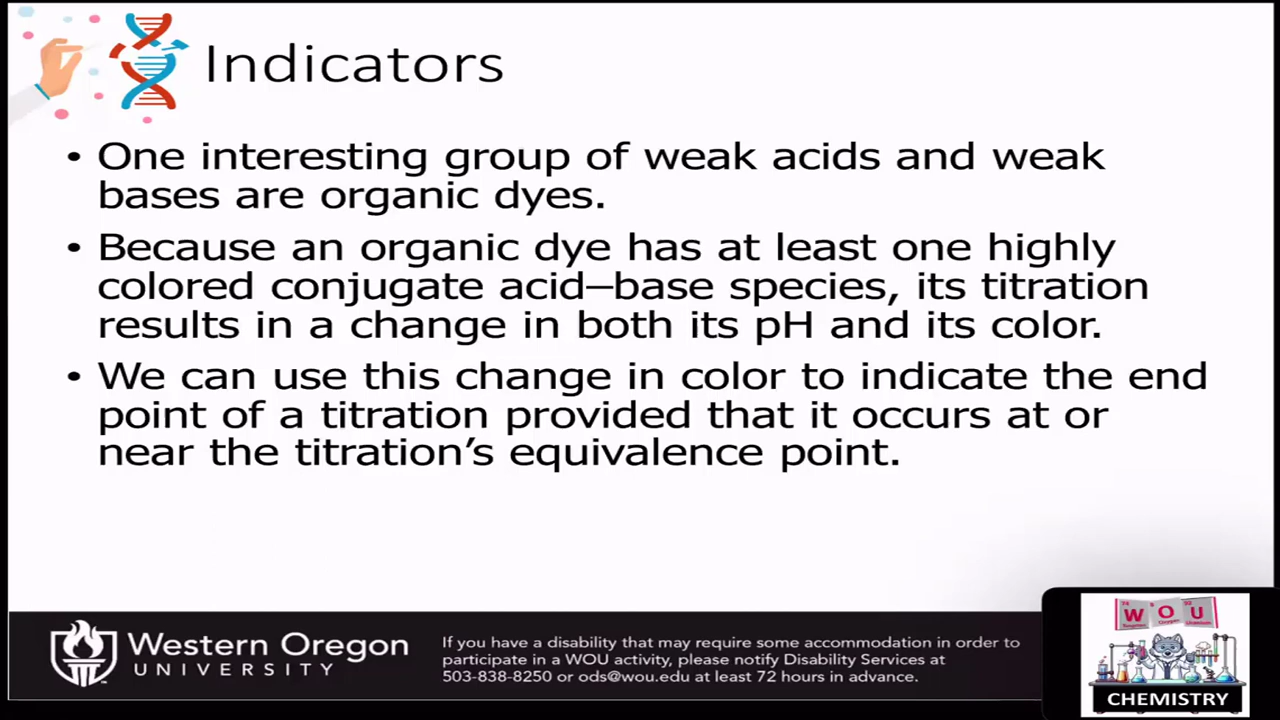 Indicators
• One interesting group of weak acids and weak
bases are organic dyes.
• Because an organic dye has at least one highly
colored conjugate acid–base species, its titration
results in a change in both its pH and its color.
• We can use this change in color to indicate the end
point of a titration provided that it occurs at or
near the titration’s equivalence point.
Western Oregon
UNIVERSITY
If you have a disability that may require some accommodation in order to
participate in a WOU activity, please notify Disability Services at
503-838-8250 or ods@wou.edu at least 72 hours in advance.
W O U
CHEMISTRY